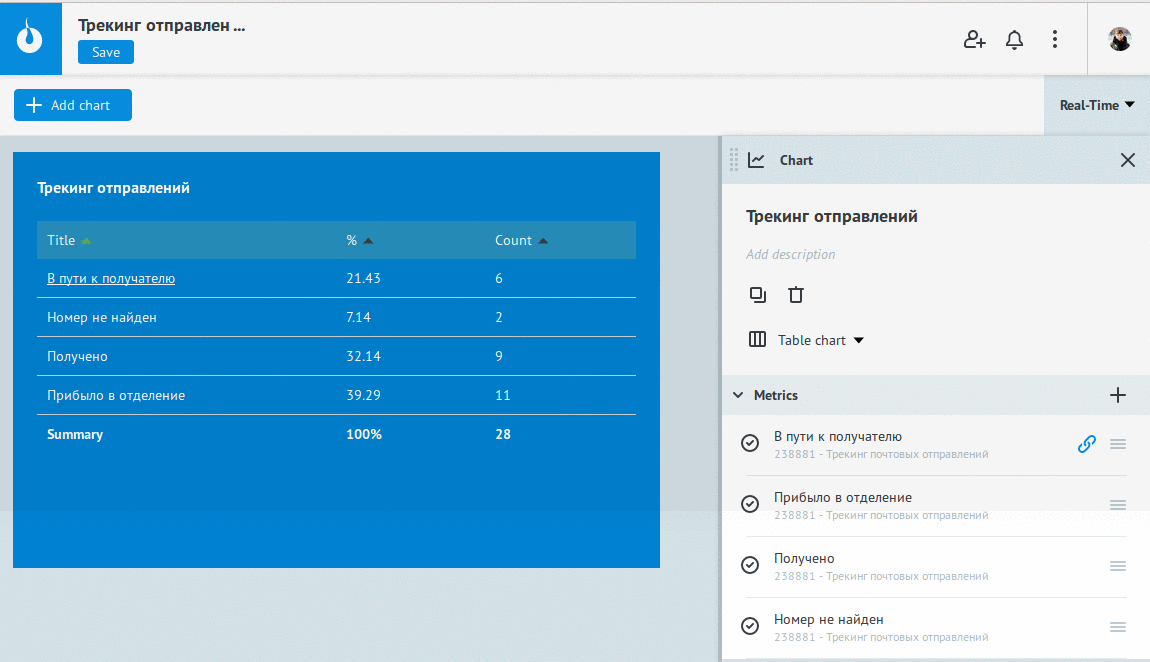 Трекинг отправлен ...
Save
Add chart
Real-Time
Трекинг отправлений
Title % Count
В пути к получателю 21.43 6
Номер не найден 7.14 2
Получено 32.14 9
Прибыло в отделение 39.29 11
Summary 100% 28
Chart
Трекинг отправлений
Add description
Table chart
Metrics
В пути к получателю
238881 - Трекинг почтовых отправлений
Прибыло в отделение
238881 - Трекинг почтовых отправлений
Получено
238881 - Трекинг почтовых отправлений
Номер не найден
238881 - Трекинг почтовых отправлений